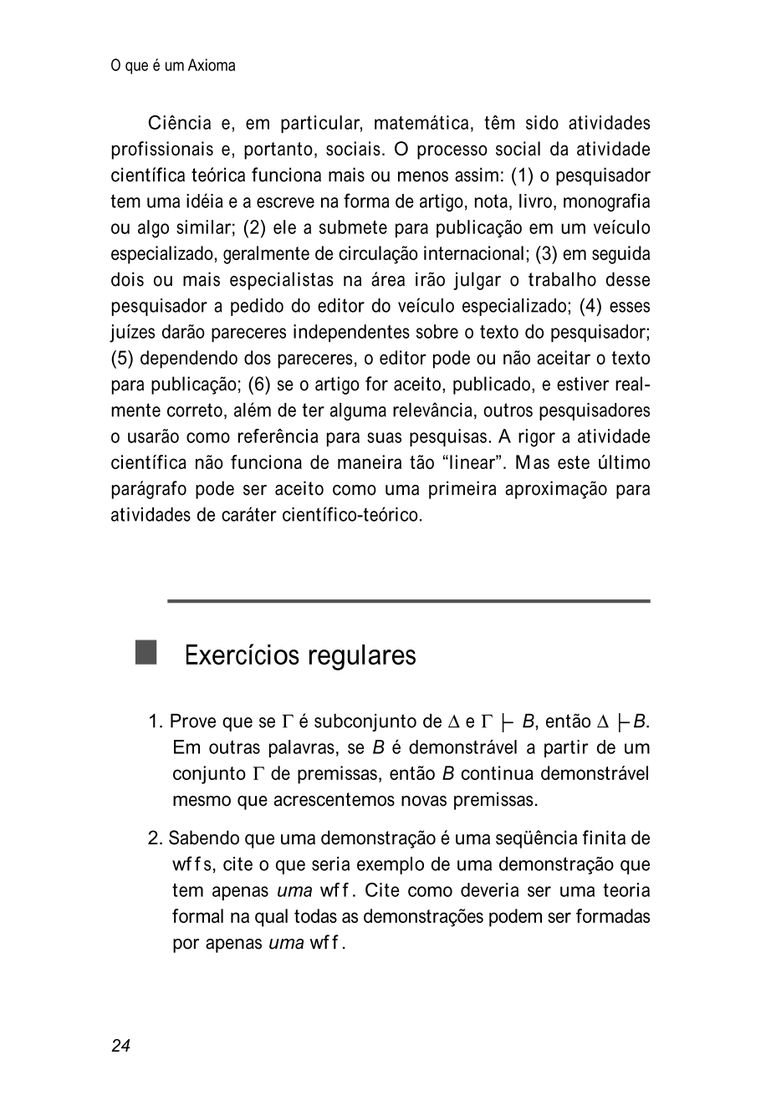 O que é um Axioma
Ciência e, em particular, matemática, têm sido atividades
profissionais e, portanto, sociais. O processo social da atividade
científica teórica funciona mais ou menos assim: (1) o pesquisador
tem uma idéia e a escreve na forma de artigo, nota, livro, monografia
ou algo similar; (2) ele a submete para publicação em um veículo
especializado, geralmente de circulação internacional; (3) em seguida
dois ou mais especialistas na área irão julgar o trabalho desse
pesquisador a pedido do editor do veículo especializado; (4) esses
juízes darão pareceres independentes sobre o texto do pesquisador;
(5) dependendo dos pareceres, o editor pode ou não aceitar o texto
para publicação; (6) se o artigo for aceito, publicado, e estiver real-
mente correto, além de ter alguma relevância, outros pesquisadores
o usarão como referência para suas pesquisas. A rigor a atividade
científica não funciona de maneira tão “linear”. Mas este último
parágrafo pode ser aceito como uma primeira aproximação para
atividades de caráter científico-teórico.
Exercícios regulares
1. Prove que se Γ é subconjunto de Δ e Γ ⊢ B, então Δ ⊢ B.
Em outras palavras, se B é demonstrável a partir de um
conjunto Γ de premissas, então B continua demonstrável
mesmo que acrescentemos novas premissas.
2. Sabendo que uma demonstração é uma seqüência finita de
wffs, cite o que seria exemplo de uma demonstração que
tem apenas uma wff. Cite como deveria ser uma teoria
formal na qual todas as demonstrações podem ser formadas
por apenas uma wff.
24